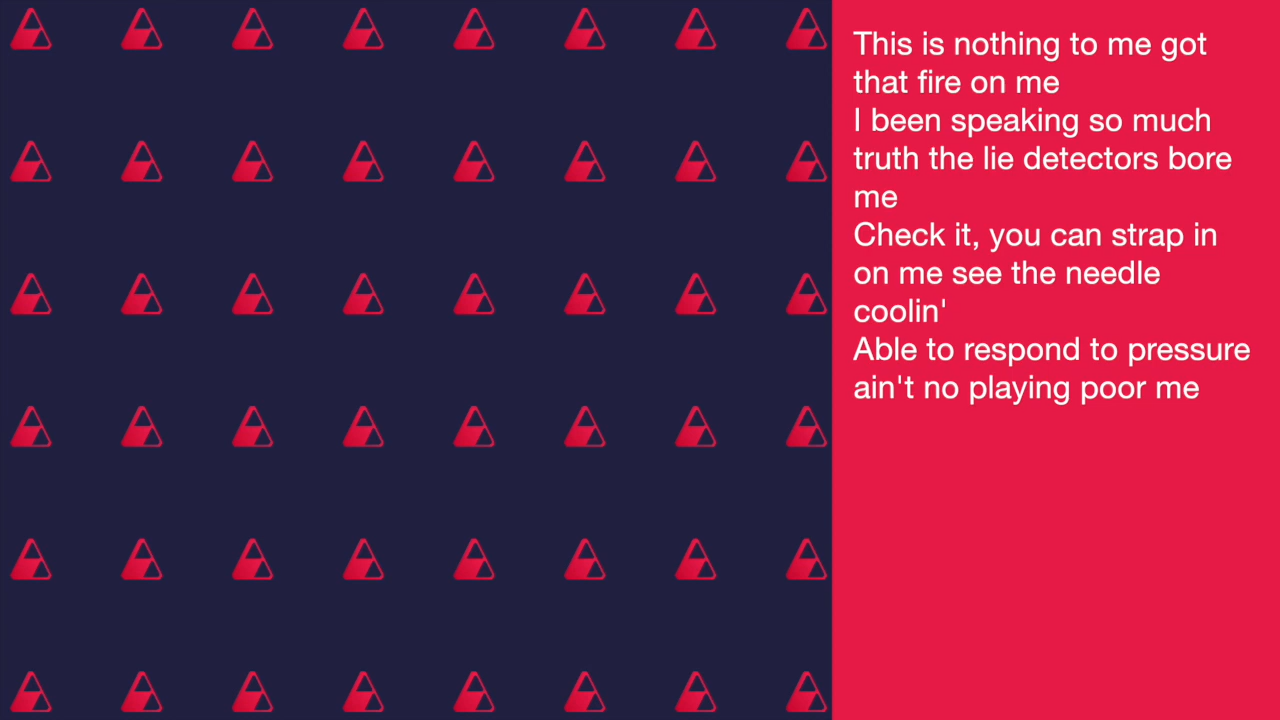 This is nothing to me got
that fire on me
I been speaking so much
truth the lie detectors bore
me
Check it, you can strap in
on me see the needle
coolin'
Able to respond to pressure
ain't no playing poor me